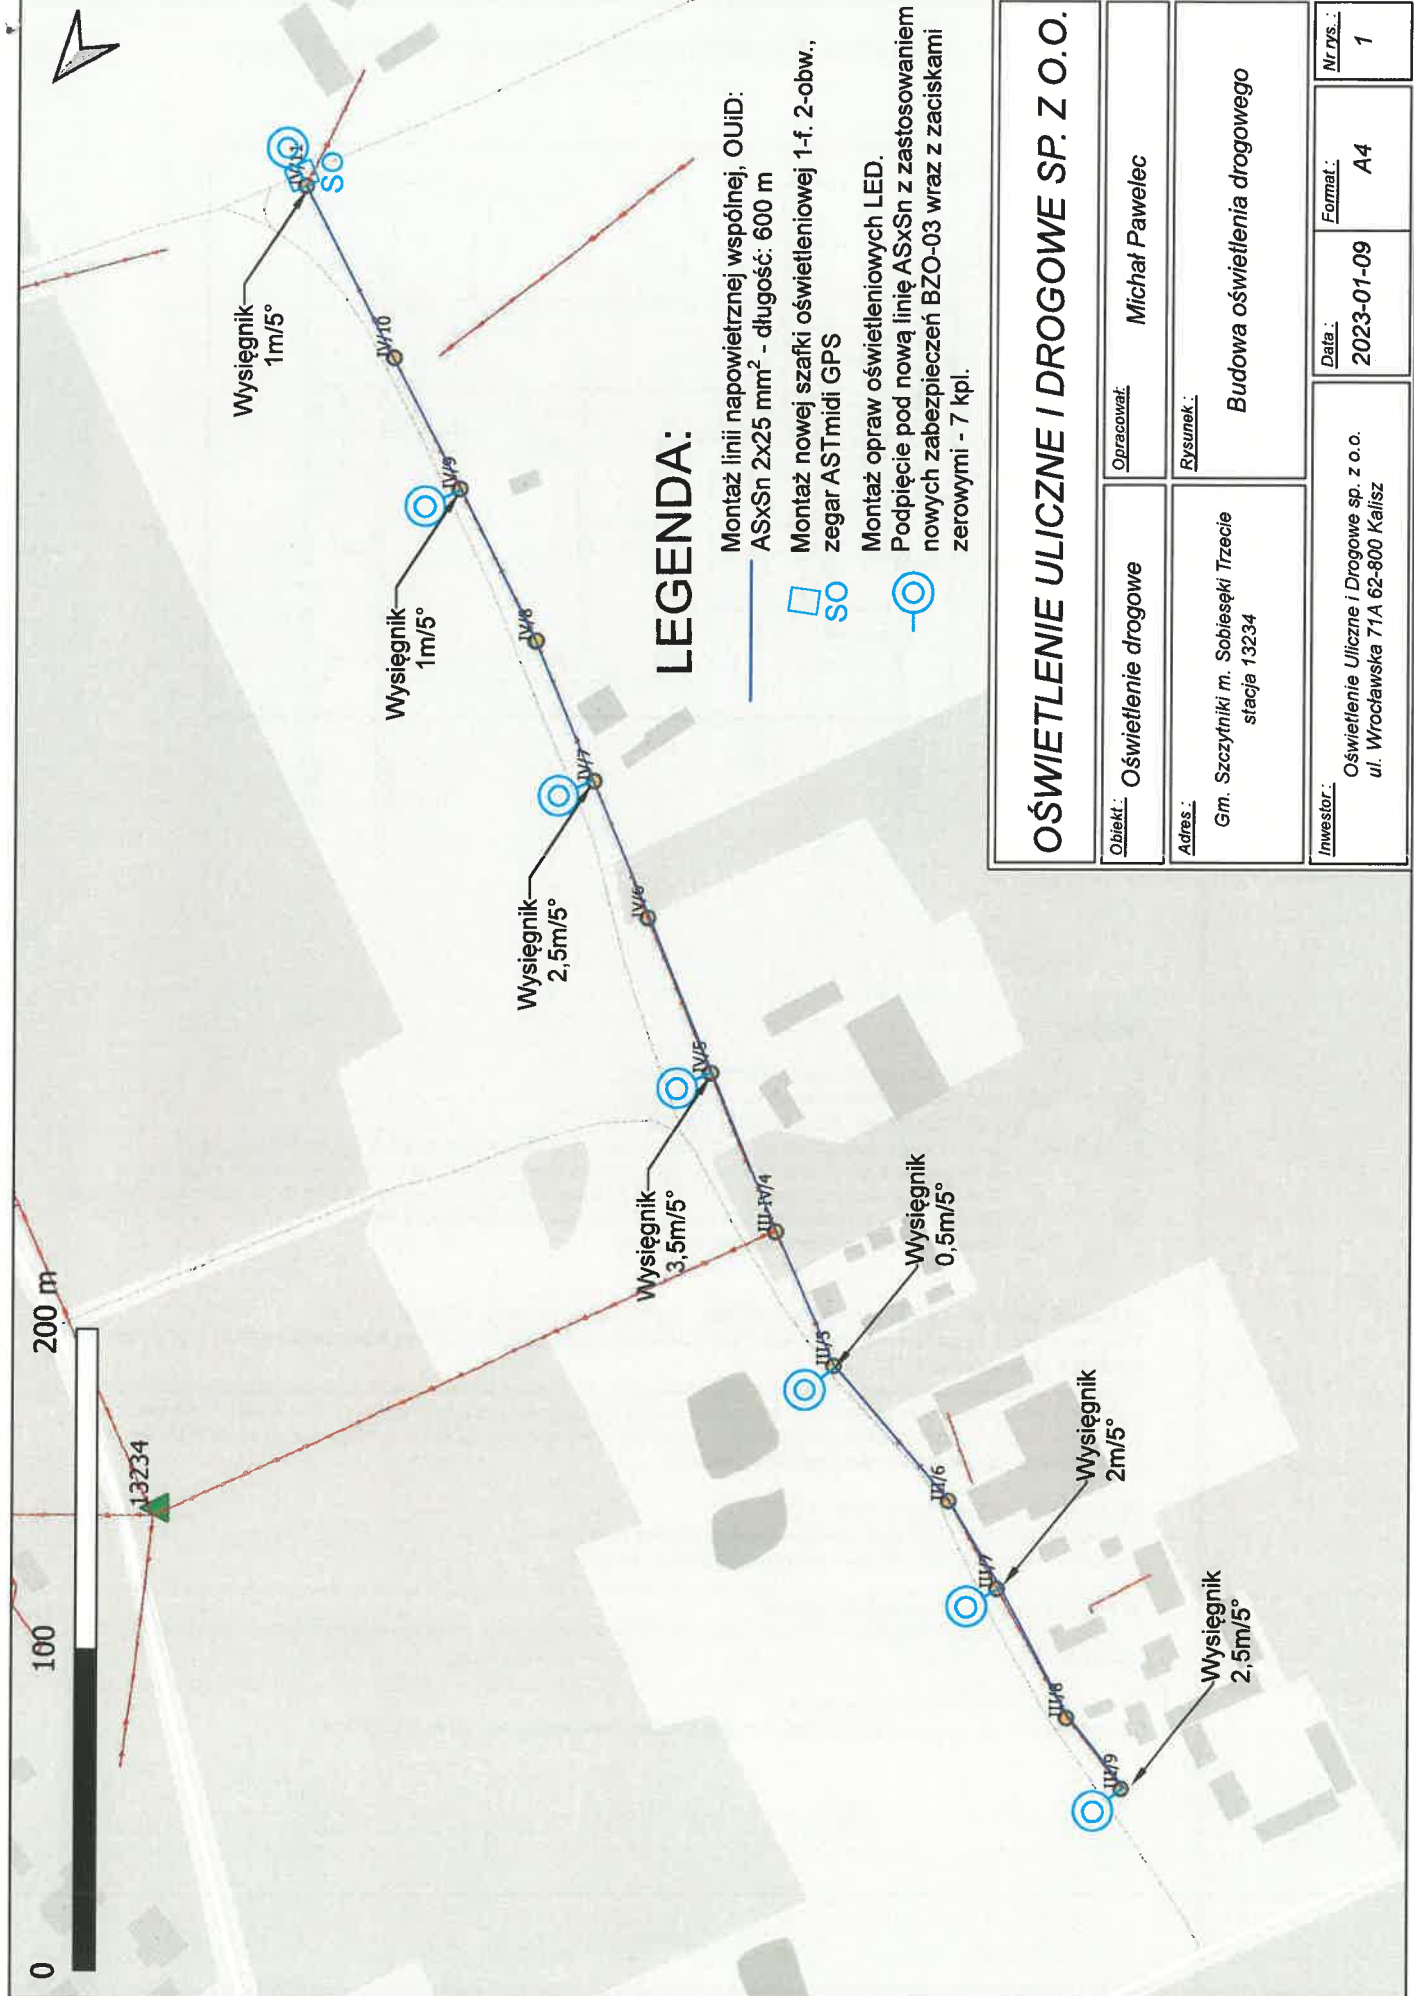 0
100
200 m
13234
Wysięgnik
1m/5°
IV/11
SO
IV/10
Wysięgnik
1m/5°
IV/9
IV/8
Wysięgnik
2,5m/5°
IV/7
IV/6
Wysięgnik
3,5m/5°
IV/5
III-IV/4
Wysięgnik
0,5m/5°
III/5
III/6
Wysięgnik
2m/5°
III/7
III/8
Wysięgnik
2,5m/5°
III/9
LEGENDA:
Montaż linii napowietrznej wspólnej, OUiD:
ASxSn 2x25 mm² - długość: 600 m
SO
Montaż nowej szafki oświetleniowej 1-f. 2-obw.,
zegar ASTmidi GPS
Montaż opraw oświetleniowych LED.
Podpięcie pod nową linię ASxSn z zastosowaniem
nowych zabezpieczeń BZO-03 wraz z zaciskami
zerowymi - 7 kpl.
OŚWIETLENIE ULICZNE I DROGOWE SP. Z O.O.
Obiekt: Oświetlenie drogowe
Opracował: Michał Pawelec
Adres:
Gm. Szczytniki m. Sobiesęki Trzecie
stacja 13234
Rysunek:
Budowa oświetlenia drogowego
Inwestor:
Oświetlenie Uliczne i Drogowe sp. z o.o.
ul. Wrocławska 71A 62-800 Kalisz
Data:
2023-01-09
Format:
A4
Nr rys.:
1